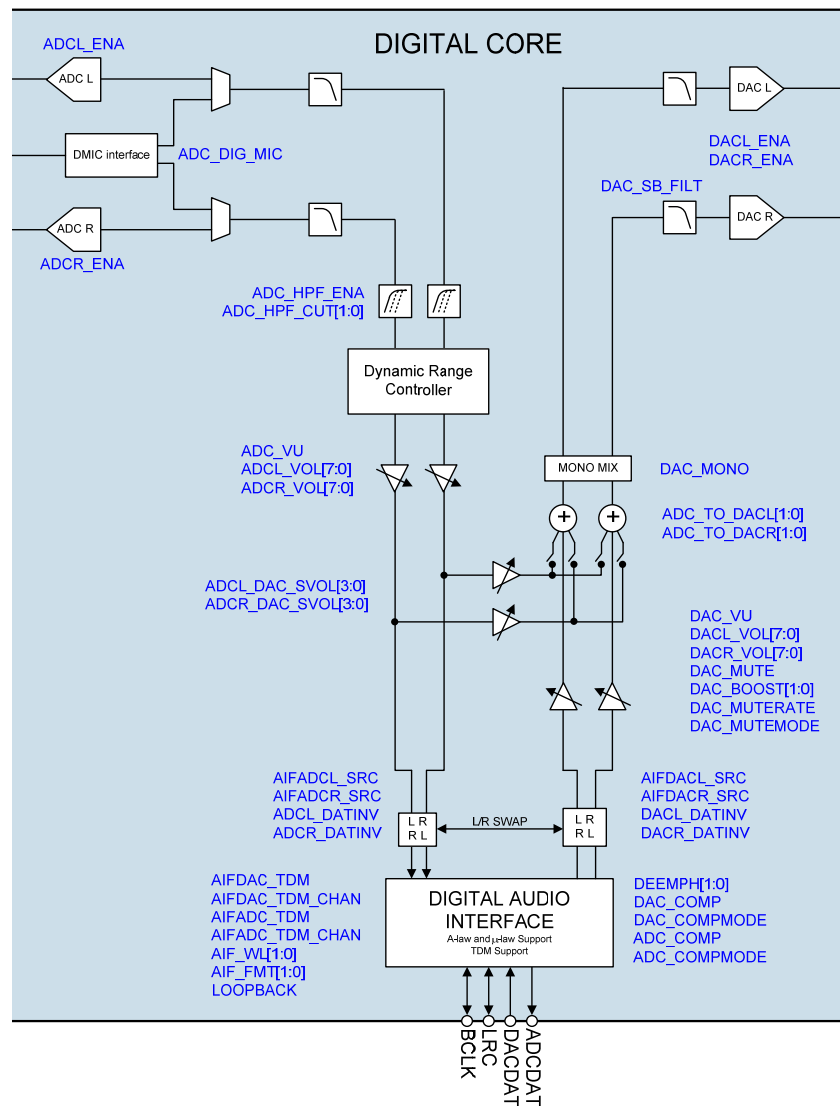 DIGITAL CORE
ADCL_ENA
ADC L
DAC L
DMIC interface
ADC_DIG_MIC
DACL_ENA
DACR_ENA
DAC_SB_FILT
ADC R
DAC R
ADCR_ENA
ADC_HPF_ENA
ADC_HPF_CUT[1:0]
Dynamic Range
Controller
ADC_VU
ADCL_VOL[7:0]
ADCR_VOL[7:0]
MONO MIX
DAC_MONO
+
+
ADC_TO_DACL[1:0]
ADC_TO_DACR[1:0]
ADCL_DAC_SVOL[3:0]
ADCR_DAC_SVOL[3:0]
DAC_VU
DACL_VOL[7:0]
DACR_VOL[7:0]
DAC_MUTE
DAC_BOOST[1:0]
DAC_MUTERATE
DAC_MUTEMODE
AIFADCL_SRC
AIFADCR_SRC
ADCL_DATINV
ADCR_DATINV
L R
R L
L/R SWAP
L R
R L
AIFDACL_SRC
AIFDACR_SRC
DACL_DATINV
DACR_DATINV
AIFDAC_TDM
AIFDAC_TDM_CHAN
AIFADC_TDM
AIFADC_TDM_CHAN
AIF_WL[1:0]
AIF_FMT[1:0]
LOOPBACK
DIGITAL AUDIO
INTERFACE
A-law and μ-law Support
TDM Support
DEEMPH[1:0]
DAC_COMP
DAC_COMPMODE
ADC_COMP
ADC_COMPMODE
BCLK
LRC
DACDAT
ADCDAT